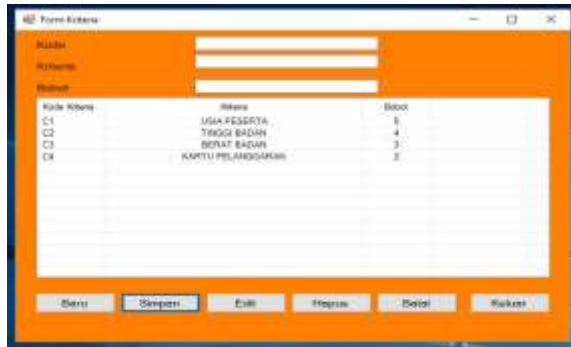 Form Kriteria
Kode
Kriteria
Bobot
Kode Kriteria Kriteria Bobot
C1 USIA PESERTA 5
C2 TINGGI BADAN 4
C3 BERAT BADAN 3
C4 KARTU PELANGGARAN 2
Baru Simpan Edit Hapus Batal Keluar